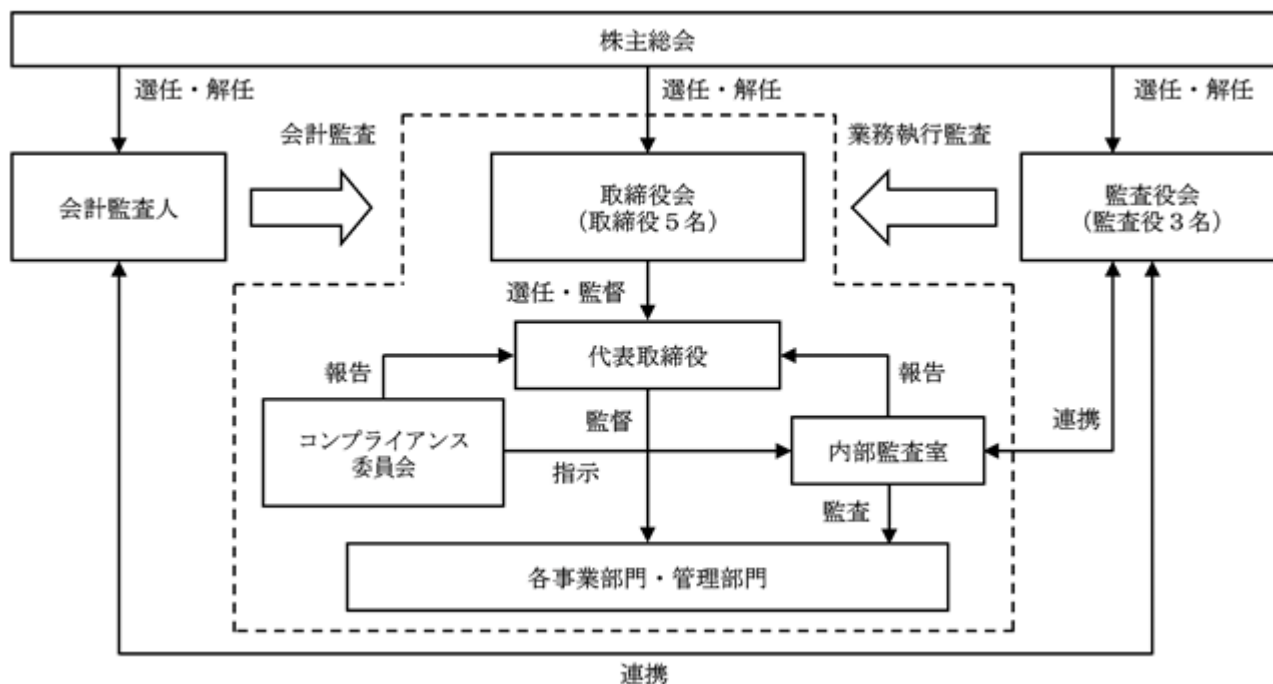 株主総会
選任・解任
選任・解任
選任・解任
会計監査
業務執行監査
会計監査人
取締役会
(取締役5名)
監査役会
(監査役3名)
選任・監督
代表取締役
報告
報告
コンプライアンス
委員会
監督
指示
内部監査室
連携
監査
各事業部門・管理部門
連携